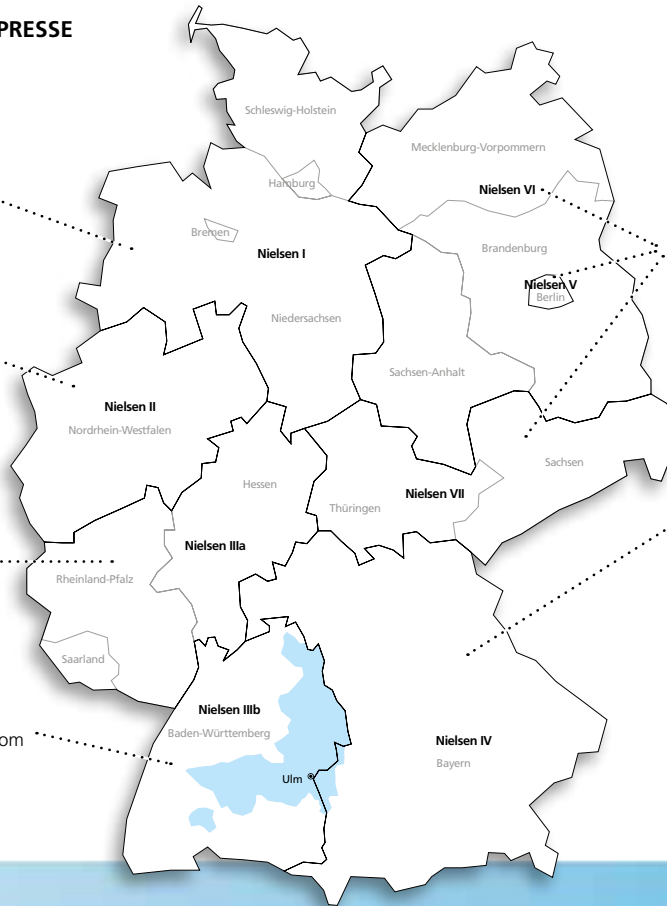 PRESSE
Schleswig-Holstein
Mecklenburg-Vorpommern
Hamburg
Nielsen VI
Bremen
Nielsen I
Brandenburg
Nielsen V
Berlin
Niedersachsen
Sachsen-Anhalt
Nielsen II
Nordrhein-Westfalen
Sachsen
Hessen
Nielsen VII
Thüringen
Nielsen IIIa
Rheinland-Pfalz
Saarland
Nielsen IIIb
Baden-Württemberg
om
Nielsen IV
Bayern
Ulm